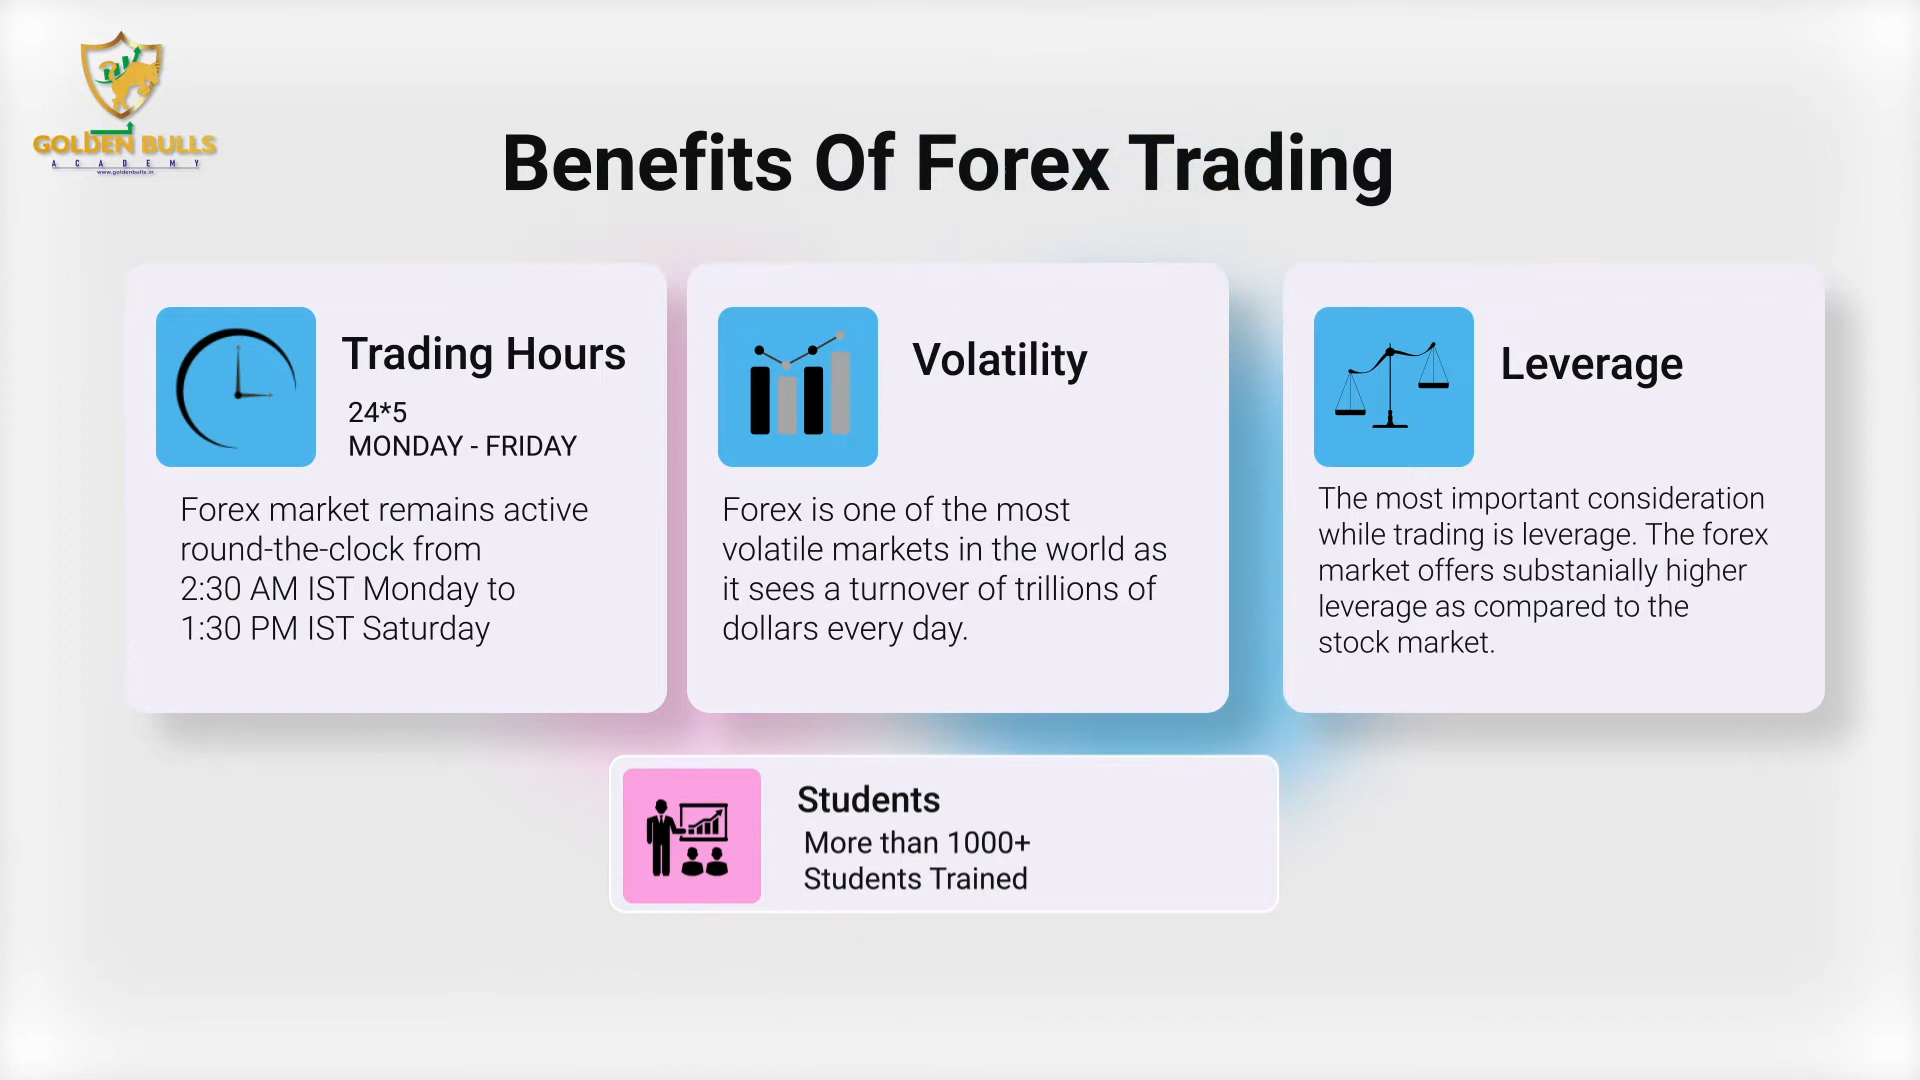 GOLDEN BULLS
ACADEMY
www.goldenbulls.in
Benefits Of Forex Trading
Trading Hours
24*5
MONDAY - FRIDAY
Forex market remains active
round-the-clock from
2:30 AM IST Monday to
1:30 PM IST Saturday
Volatility
Forex is one of the most
volatile markets in the world as
it sees a turnover of trillions of
dollars every day.
Leverage
The most important consideration
while trading is leverage. The forex
market offers substanially higher
leverage as compared to the
stock market.
Students
More than 1000+
Students Trained